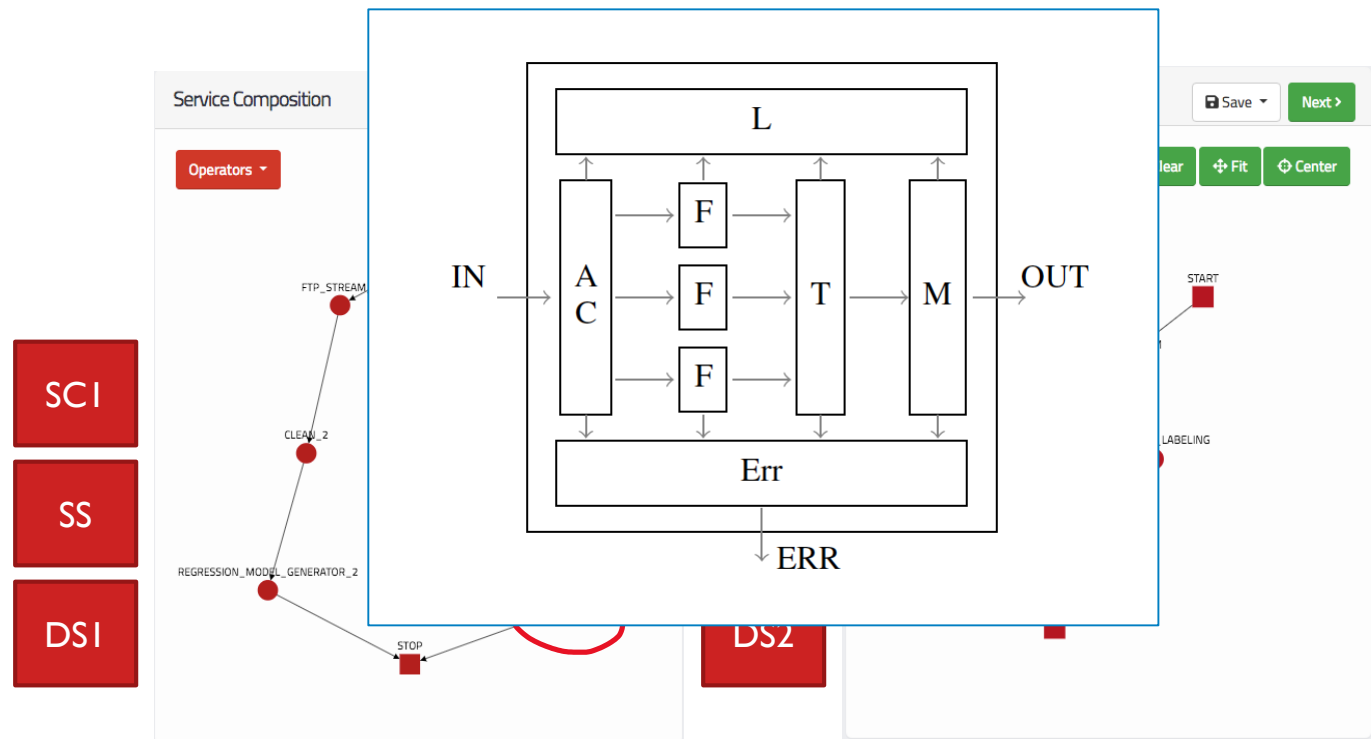 Service Composition
Save
Next
Operators
lear
Fit
Center
L
A
C
F
F
F
T
M
IN
OUT
Err
ERR
FTP_STREAM
CLEAN_2
REGRESSION_MODEL_GENERATOR_2
STOP
START
_LABELING
SC1
SS
DS1
DS2